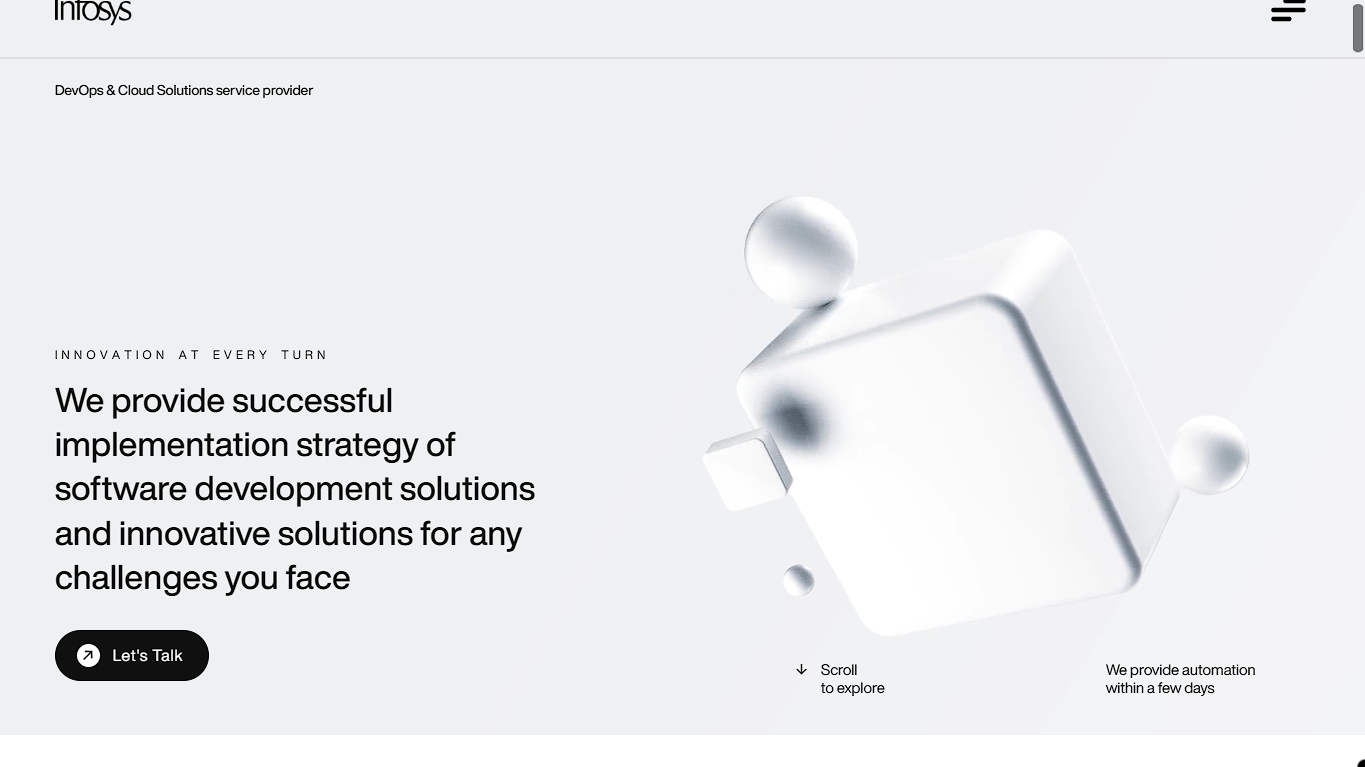 Infosys
DevOps & Cloud Solutions service provider
INNOVATION AT EVERY TURN
We provide successful
implementation strategy of
software development solutions
and innovative solutions for any
challenges you face
Let's Talk
Scroll
to explore
We provide automation
within a few days